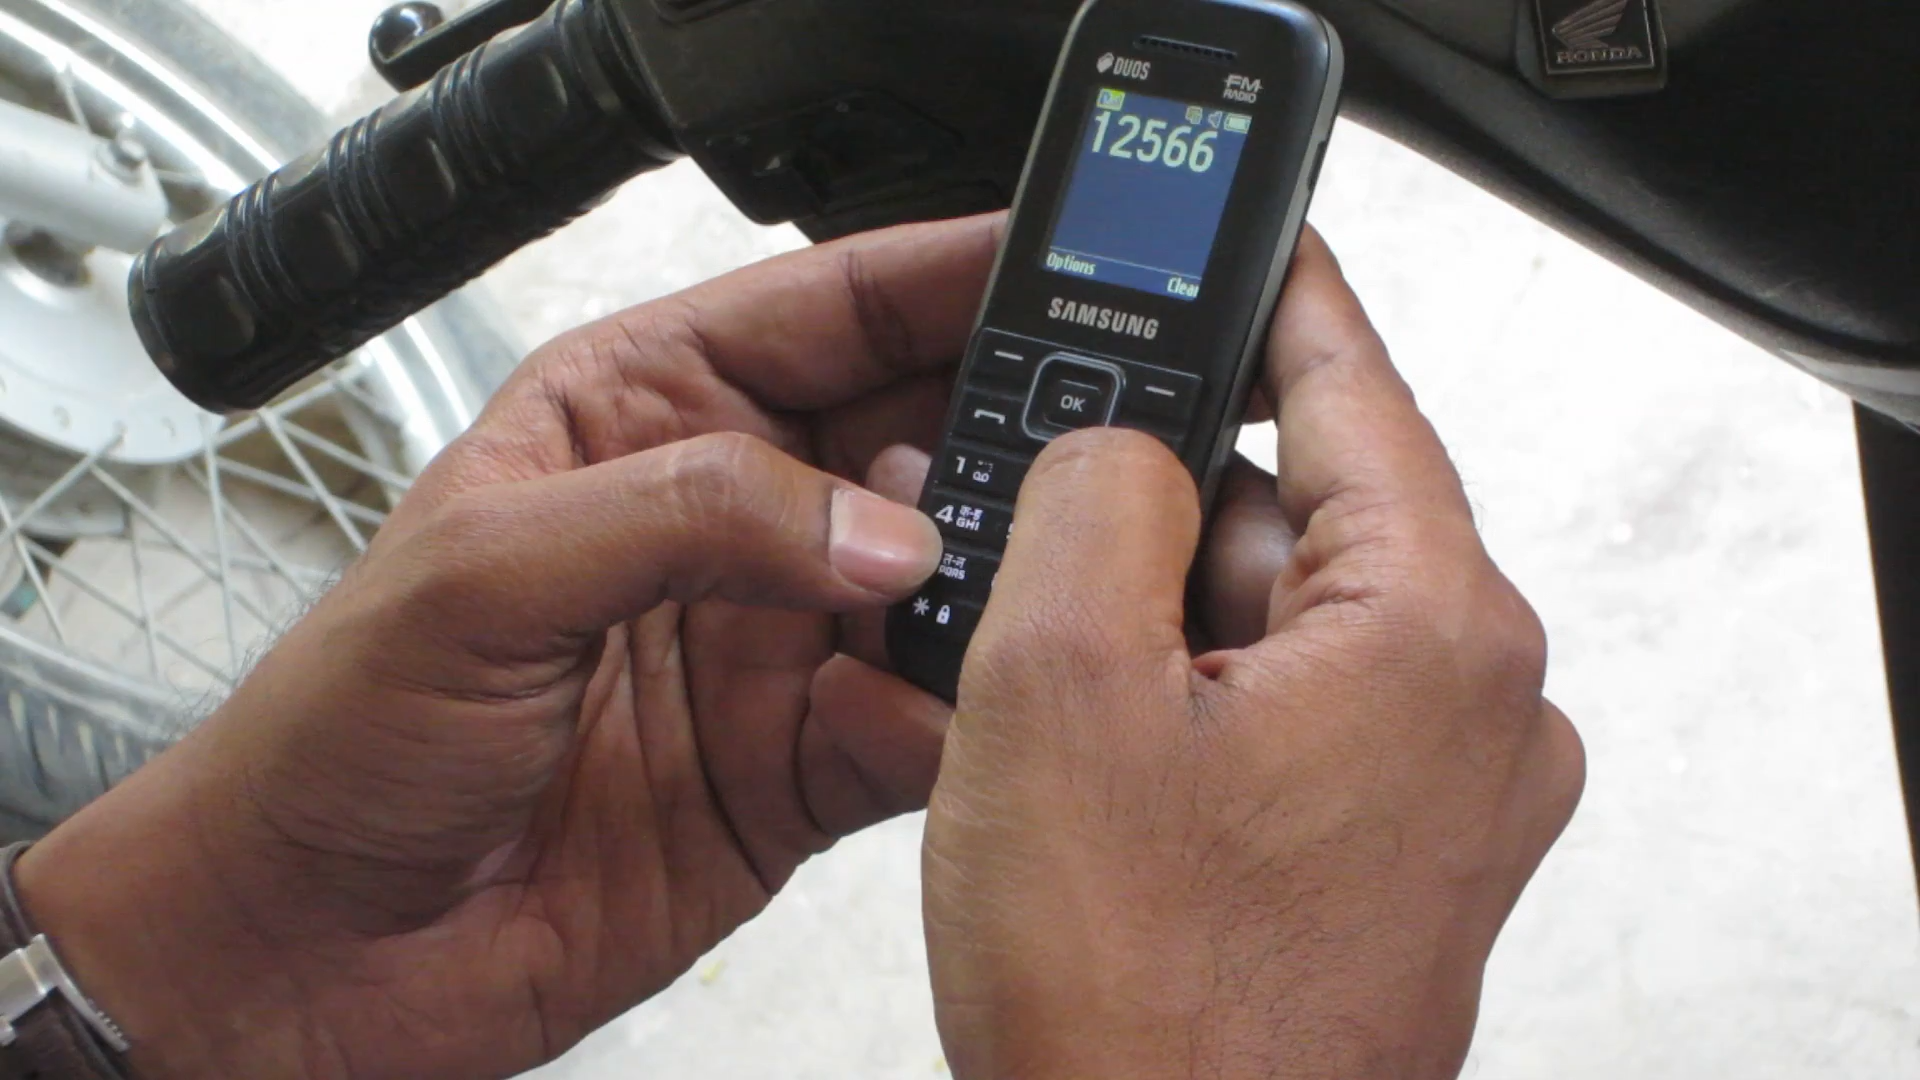 DUOS
FM
RADIO
HONDA
12566
Options
Clear
SAMSUNG
OK
1
4 क-ङ
GHI
त-न
PQRS
*